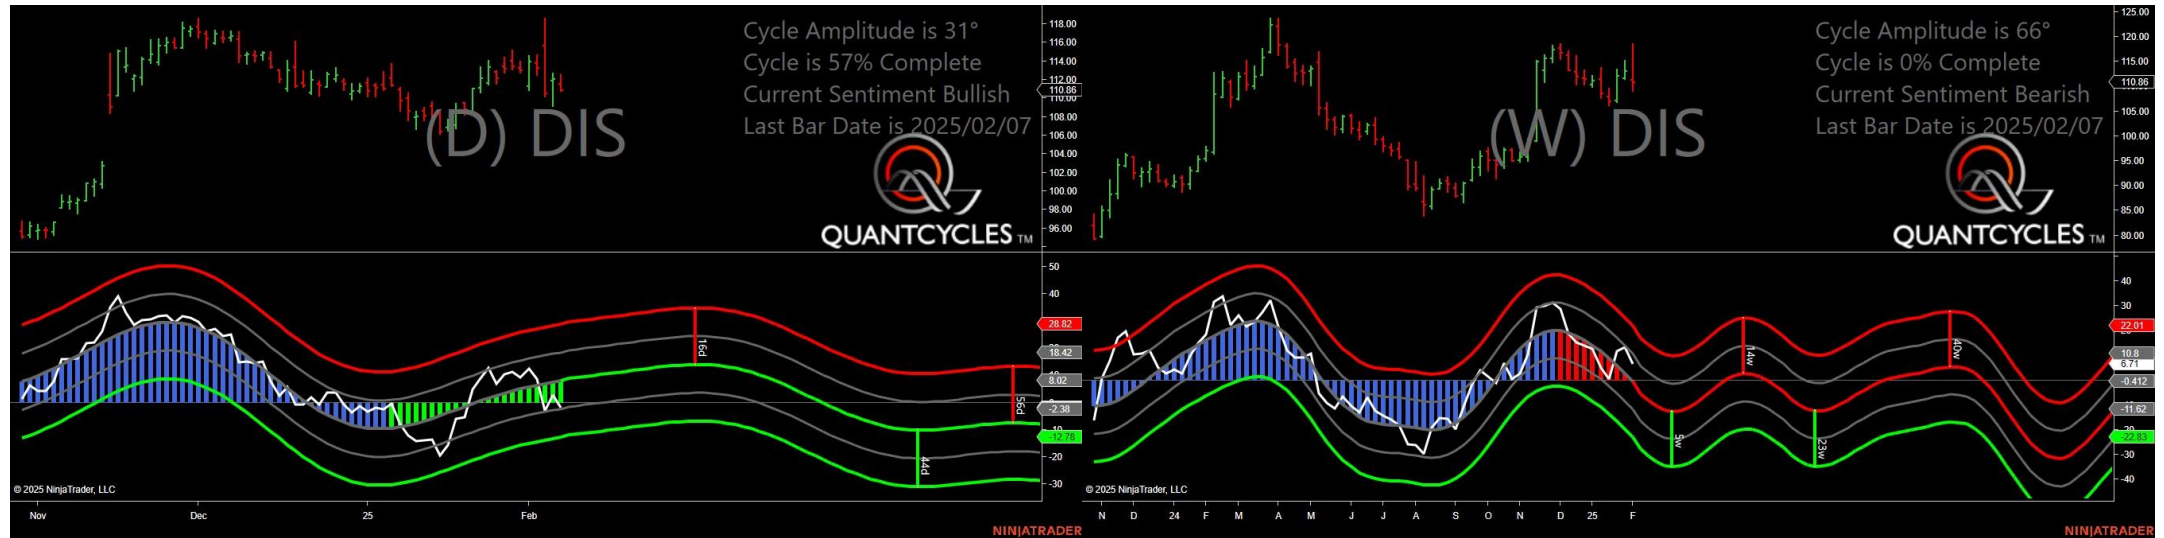 Cycle Amplitude is 31°
Cycle is 57% Complete
Current Sentiment Bullish
Last Bar Date is 2025/02/07
(D) DIS
QUANTCYCLES TM
118.00
116.00
114.00
112.00
110.86
110.00
108.00
106.00
104.00
102.00
100.00
98.00
96.00
50
40
28.82
18.42
8.02
-2.38
-12.78
-20
-30
16d
44d
56d
© 2025 NinjaTrader, LLC
Nov Dec 25 Feb
NINJATRADER
Cycle Amplitude is 66°
Cycle is 0% Complete
Current Sentiment Bearish
Last Bar Date is 2025/02/07
(W) DIS
QUANTCYCLES TM
125.00
120.00
115.00
110.86
105.00
100.00
95.00
90.00
85.00
80.00
40
30
22.01
10.8
6.71
-0.412
-11.62
-22.83
-30
-40
14w
40w
5w
23w
© 2025 NinjaTrader, LLC
N D 24 F M A M J J A S O N D 25 F
NINJATRADER